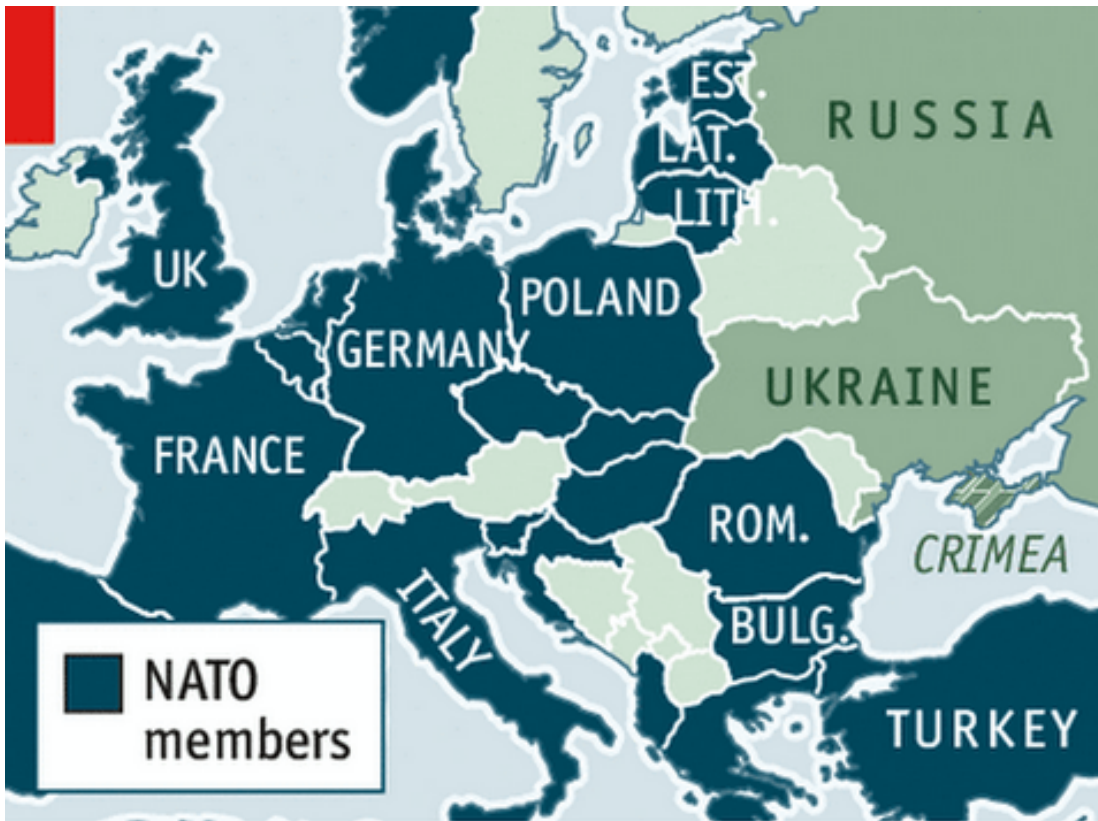 EST.
RUSSIA
LAT.
LITH.
UK
POLAND
GERMANY
UKRAINE
FRANCE
ROM.
CRIMEA
ITALY
BULG.
NATO
members
TURKEY